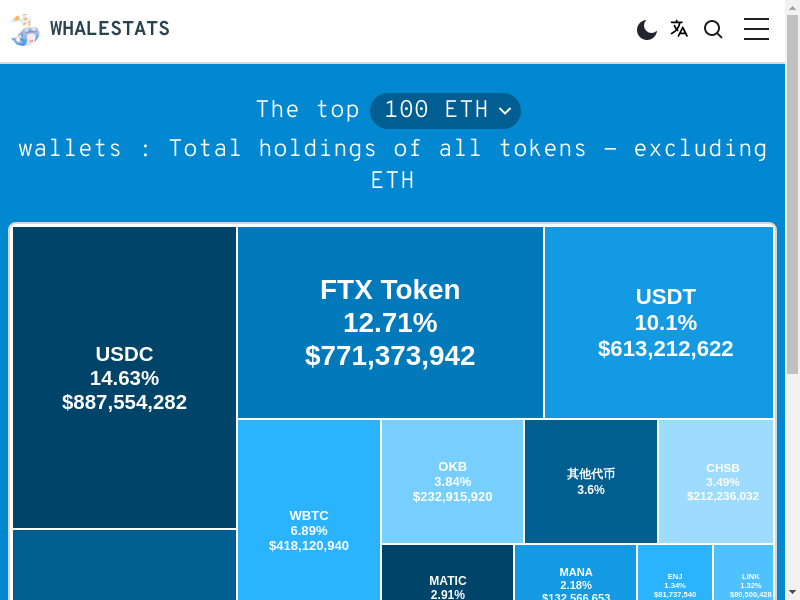 WHALESTATS
The top 100 ETH
wallets : Total holdings of all tokens – excluding
ETH
USDC
14.63%
$887,554,282
FTX Token
12.71%
$771,373,942
USDT
10.1%
$613,212,622
WBTC
6.89%
$418,120,940
OKB
3.84%
$232,915,920
其他代币
3.6%
CHSB
3.49%
$212,236,032
MATIC
2.91%
MANA
2.18%
$132,566,653
ENJ
1.34%
$81,737,540
LINK
1.32%
$80,500,428